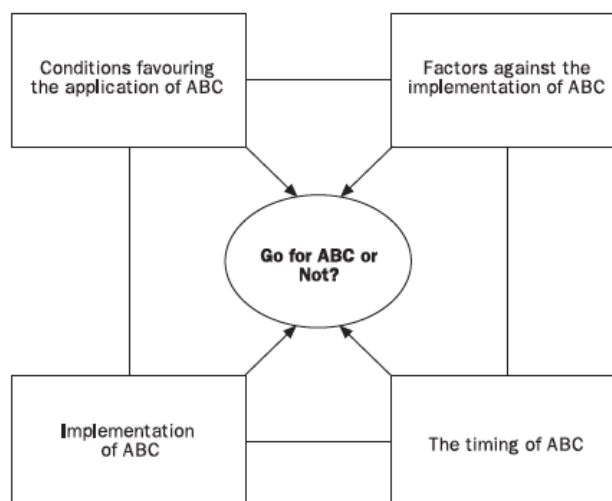 Conditions favouring
the application of ABC
Factors against the
implementation of ABC
Go for ABC or
Not?
Implementation
of ABC
The timing of ABC